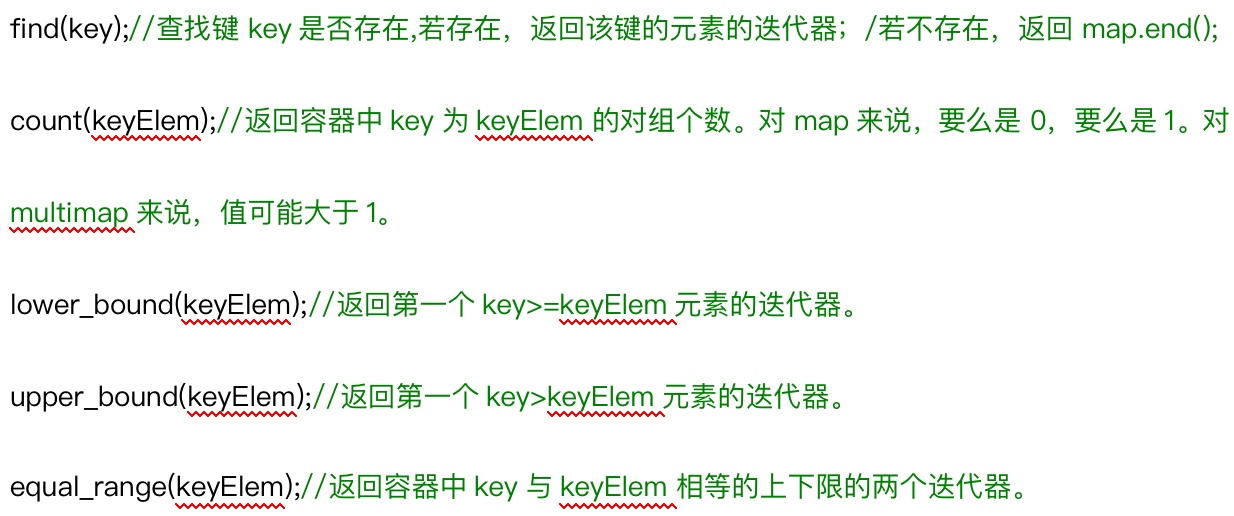 find(key);//查找键 key 是否存在,若存在，返回该键的元素的迭代器；/若不存在，返回 map.end();
count(keyElem);//返回容器中 key 为 keyElem 的对组个数。对 map 来说，要么是 0，要么是 1。对
multimap 来说，值可能大于 1。
lower_bound(keyElem);//返回第一个 key>=keyElem 元素的迭代器。
upper_bound(keyElem);//返回第一个 key>keyElem 元素的迭代器。
equal_range(keyElem);//返回容器中 key 与 keyElem 相等的上下限的两个迭代器。